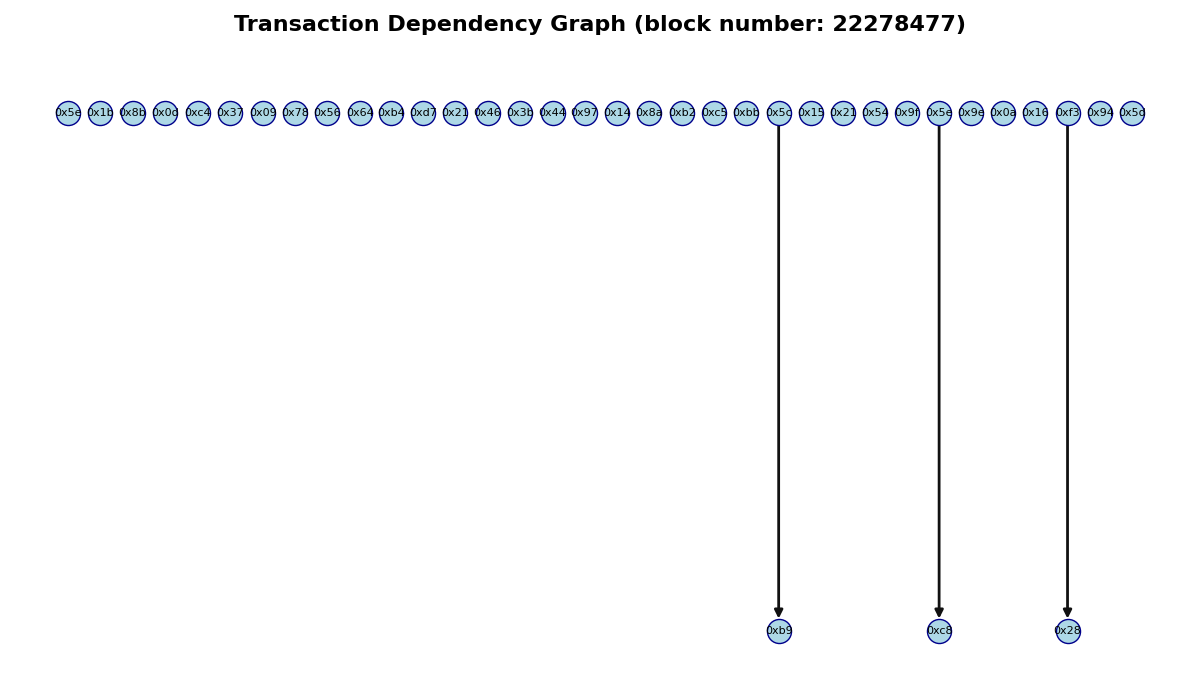 Transaction Dependency Graph (block number: 22278477)
0x5e 0x1b 0x8b 0x0d 0xc4 0x37 0x09 0x78 0x56 0x64 0xb4 0xd7 0x21 0x46 0x3b 0x44 0x97 0x14 0x8a 0xb2 0xc5 0xbb 0x5c 0x15 0x21 0x54 0x9f 0x5e 0x9e 0x0a 0x16 0xf3 0x94 0x5d
0xb9 0xc8 0x28